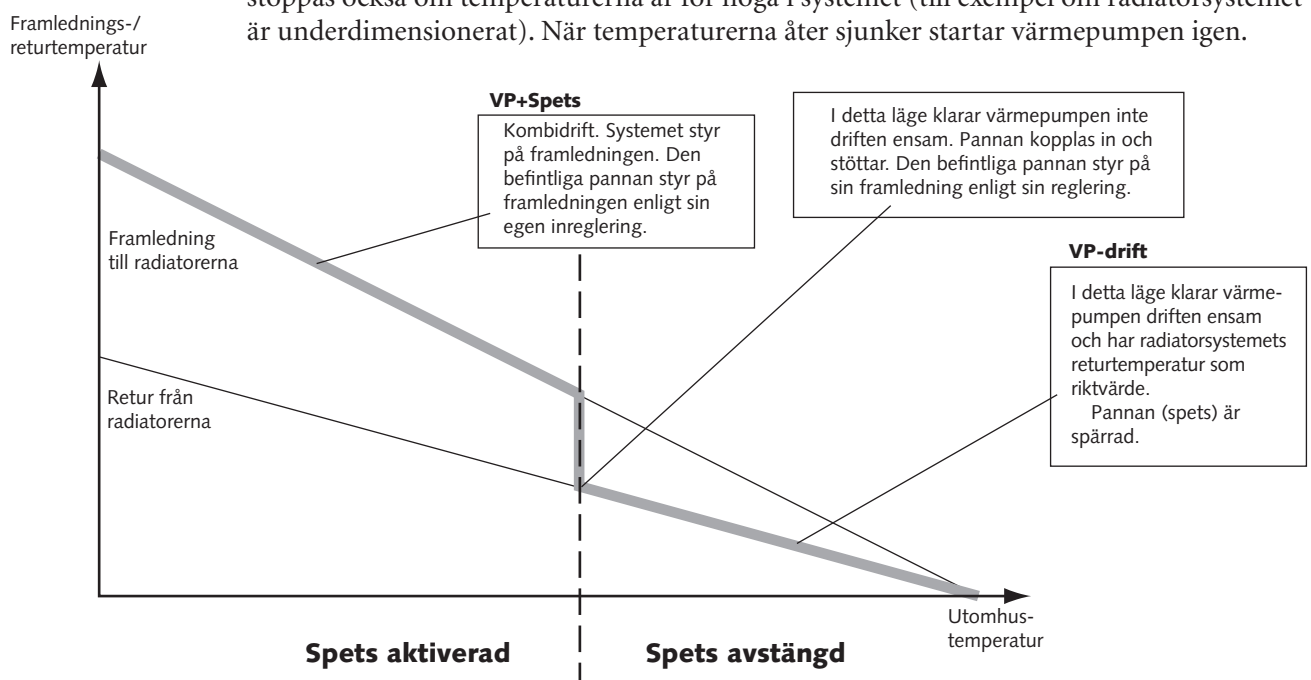 stoppas också om temperaturerna är för höga i systemet (till exempel om radiatorsystemet
är underdimensionerat). När temperaturerna åter sjunker startar värmepumpen igen.
Framlednings-/
returtemperatur
VP+Spets
Kombidrift. Systemet styr
på framledningen. Den
befintliga pannan styr på
framledningen enligt sin
egen inreglering.
I detta läge klarar värmepumpen inte
driften ensam. Pannan kopplas in och
stöttar. Den befintliga pannan styr på
sin framledning enligt sin reglering.
VP-drift
I detta läge klarar värme-
pumpen driften ensam
och har radiatorsystemets
returtemperatur som
riktvärde.
Pannan (spets) är
spärrad.
Framledning
till radiatorerna
Retur från
radiatorerna
Utomhus-
temperatur
Spets aktiverad
Spets avstängd